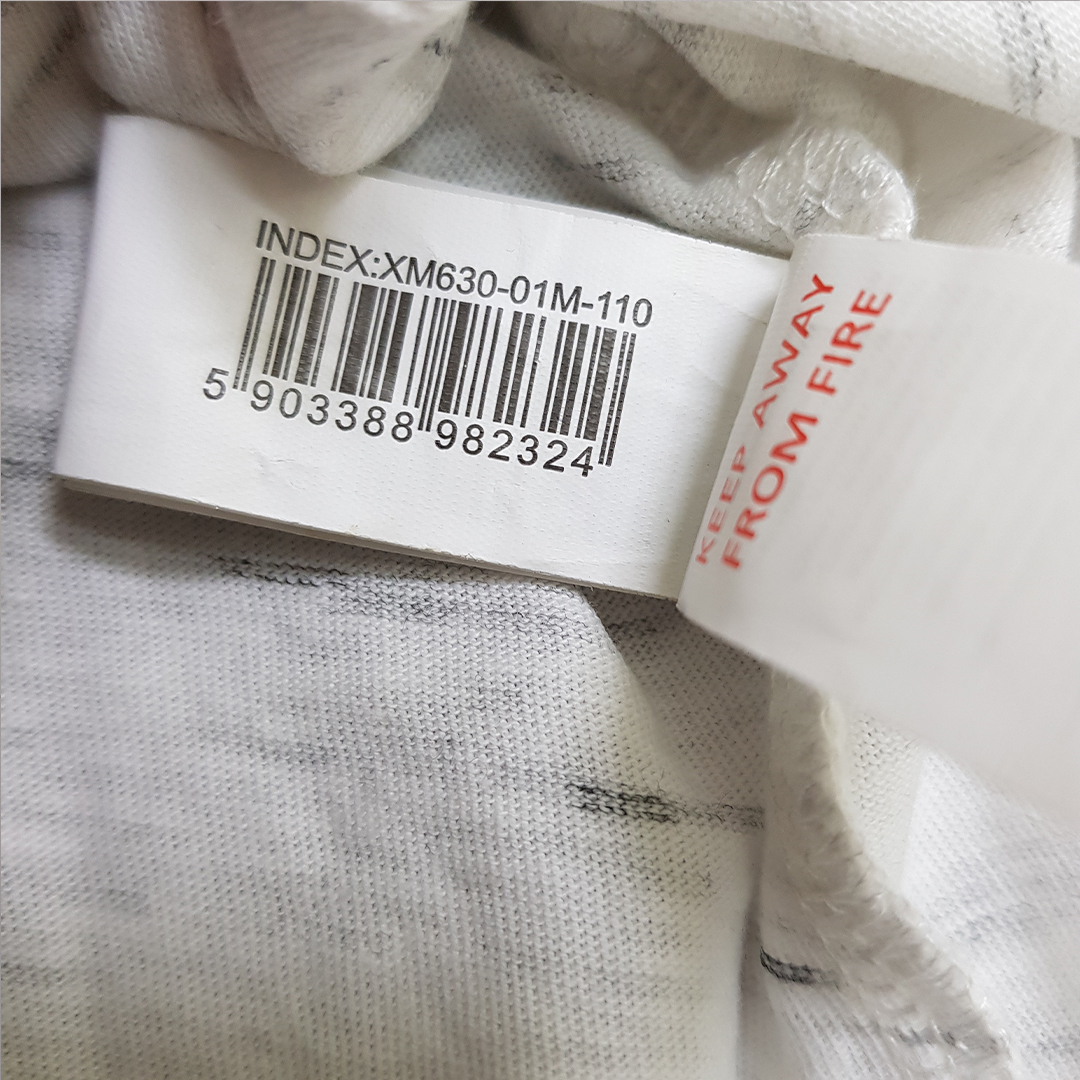 INDEX:XM630-01M-110
5 903388 982324
KEEP AWAY
FROM FIRE